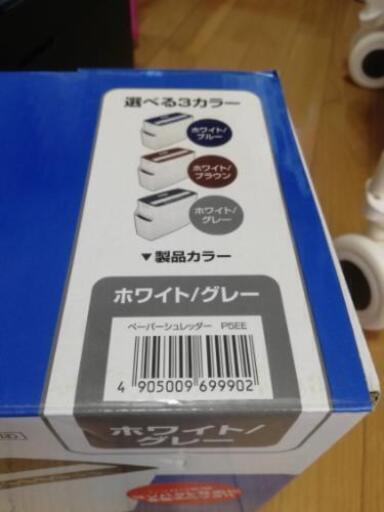 選べる3カラー
ホワイト/
ブルー
ホワイト/
ブラウン
ホワイト/
グレー
▼製品カラー
ホワイト/グレー
ペーパーシュレッダー P5EE
4 905009 699902
ホワイト/
グレー